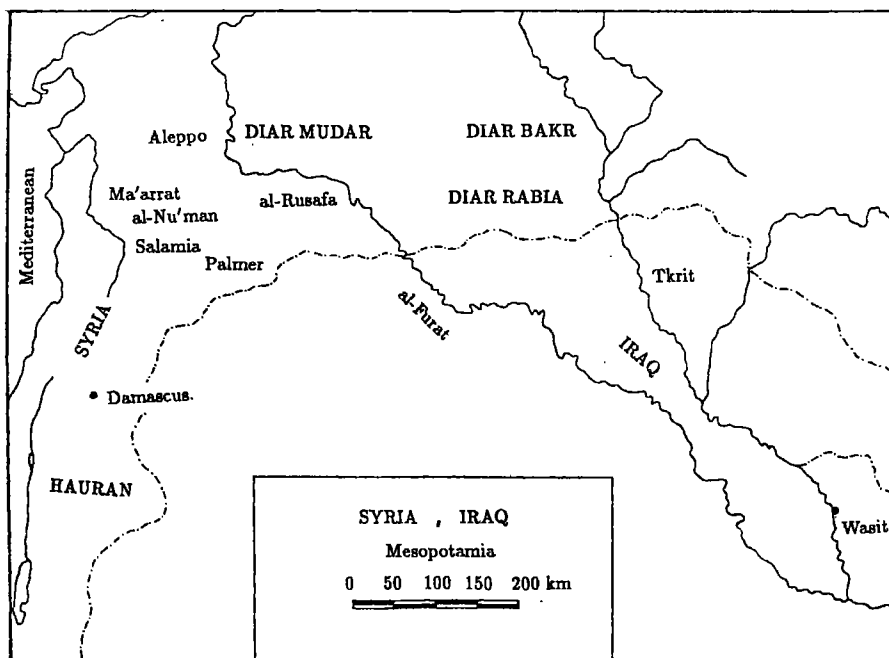 Aleppo
DIAR MUDAR
DIAR BAKR
Mediterranean
Ma'arrat
al-Nu'man
al-Rusafa
DIAR RABIA
Salamia
Palmer
Tkrit
al-Furat
SYRIA
IRAQ
Damascus.
HAURAN
SYRIA , IRAQ
Mesopotamia
0 50 100 150 200 km
Wasit